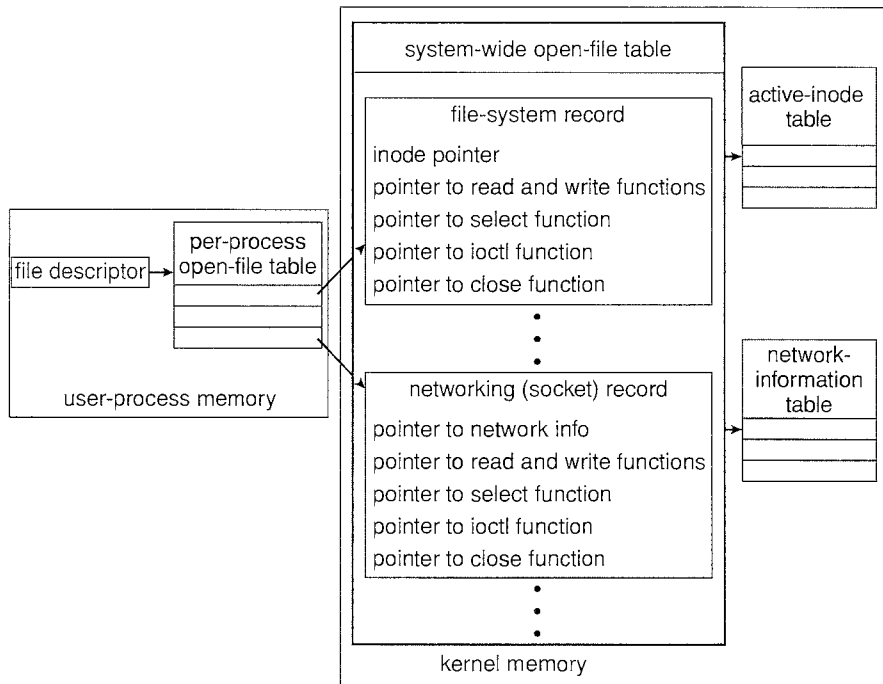 system-wide open-file table
file-system record
inode pointer
pointer to read and write functions
pointer to select function
pointer to ioctl function
pointer to close function
active-inode
table
per-process
open-file table
file descriptor
user-process memory
networking (socket) record
pointer to network info
pointer to read and write functions
pointer to select function
pointer to ioctl function
pointer to close function
network-
information
table
kernel memory